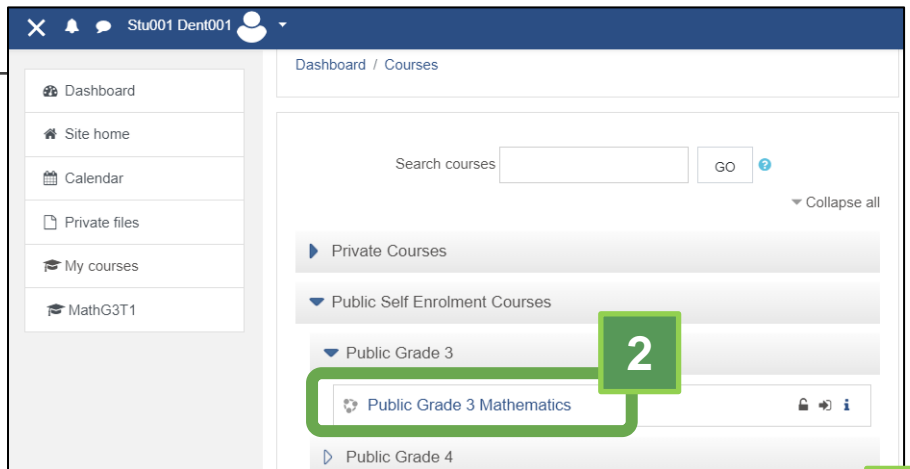 Stu001 Dent001
Dashboard / Courses
Dashboard
Site home
Calendar
Private files
My courses
MathG3T1
Search courses
GO
Collapse all
Private Courses
Public Self Enrolment Courses
Public Grade 3
2
Public Grade 3 Mathematics
Public Grade 4